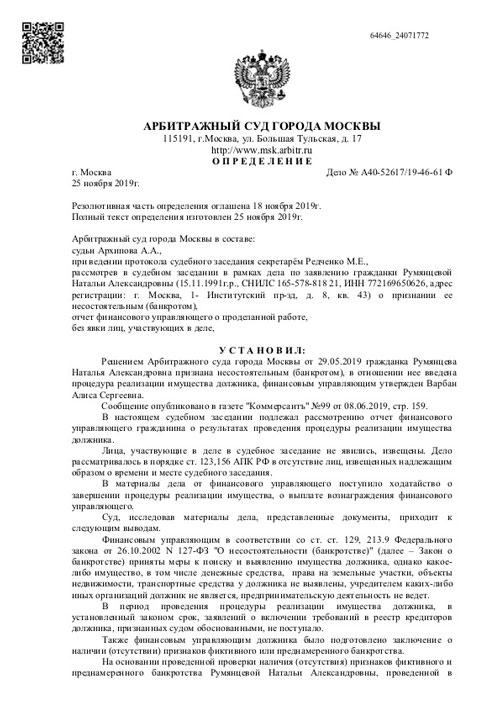 64646_24071772
АРБИТРАЖНЫЙ СУД ГОРОДА МОСКВЫ
115191, г.Москва, ул. Большая Тульская, д. 17
http://www.msk.arbitr.ru
О П Р Е Д Е Л Е Н И Е
г. Москва Дело № А40-52617/19-46-61 Ф
25 ноября 2019г.
Резолютивная часть определения оглашена 18 ноября 2019г.
Полный текст определения изготовлен 25 ноября 2019г.
Арбитражный суд города Москвы в составе:
судьи Архипова А.А.,
при ведении протокола судебного заседания секретарём Редченко М.Е.,
рассмотрев в судебном заседании в рамках дела по заявлению гражданки Румянцевой
Натальи Александровны (15.11.1991г.р., СНИЛС 165-578-818 21, ИНН 772169650626, адрес
регистрации: г. Москва, 1- Институтский пр-зд, д. 8, кв. 43) о признании ее
несостоятельным (банкротом),
отчет финансового управляющего о проделанной работе,
без явки лиц, участвующих в деле,
У С Т А Н О В И Л :
Решением Арбитражного суда города Москвы от 29.05.2019 гражданка Румянцева
Наталья Александровна признана несостоятельным (банкротом), в отношении нее введена
процедура реализации имущества должника, финансовым управляющим утвержден Варбан
Алиса Сергеевна.
Сообщение опубликовано в газете "Коммерсантъ" №99 от 08.06.2019, стр. 159.
В настоящем судебном заседании подлежал рассмотрению отчет финансового
управляющего гражданина о результатах проведения процедуры реализации имущества
должника.
Лица, участвующие в деле в судебное заседание не явились, извещены. Дело
рассматривалось в порядке ст. 123,156 АПК РФ в отсутствие лиц, извещенных надлежащим
образом о времени и месте судебного заседания.
В материалы дела от финансового управляющего поступило ходатайство о
завершении процедуры реализации имущества, о выплате вознаграждения финансового
управляющего.
Суд, исследовав материалы дела, представленные документы, приходит к
следующим выводам.
Финансовым управляющим в соответствии со ст. ст. 129, 213.9 Федерального
закона от 26.10.2002 N 127-ФЗ "О несостоятельности (банкротстве)" (далее – Закон о
банкротстве) приняты меры к поиску и выявлению имущества должника, однако какое-
либо имущество, в том числе денежные средства, права на земельные участки, объекты
недвижимости, транспортные средства у должника не выявлены, учредителем каких-либо
иных организаций должник не является, предпринимательскую деятельность не ведет.
В период проведения процедуры реализации имущества должника, в
установленный законом срок, заявлений о включении требований в реестр кредиторов
должника, признанных судом обоснованными, не поступало.
Также финансовым управляющим должника было подготовлено заключение о
наличии (отсутствии) признаков фиктивного или преднамеренного банкротства.
На основании проведенной проверки наличия (отсутствия) признаков фиктивного и
преднамеренного банкротства Румянцевой Натальи Александровны, проведенной в